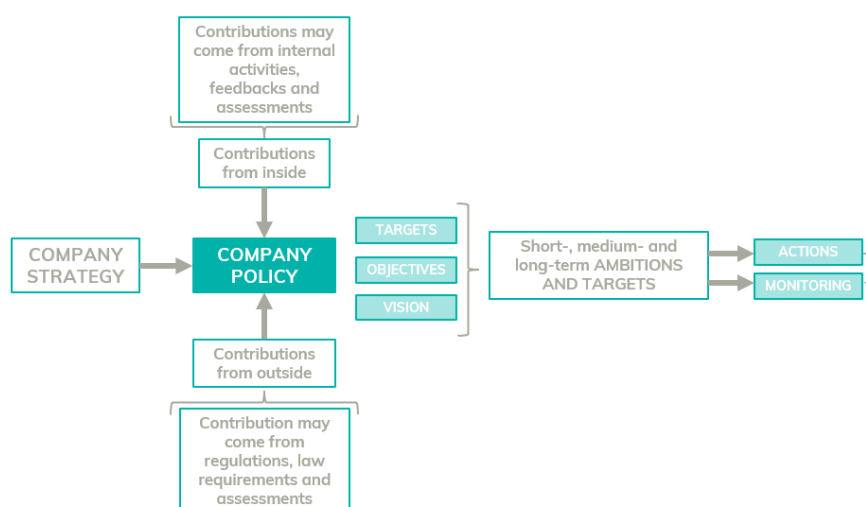 Contributions may
come from internal
activities,
feedbacks and
assessments
Contributions
from inside
COMPANY
STRATEGY
COMPANY
POLICY
TARGETS
OBJECTIVES
VISION
Short-, medium- and
long-term AMBITIONS
AND TARGETS
ACTIONS
MONITORING
Contributions
from outside
Contribution may
come from
regulations, law
requirements and
assessments